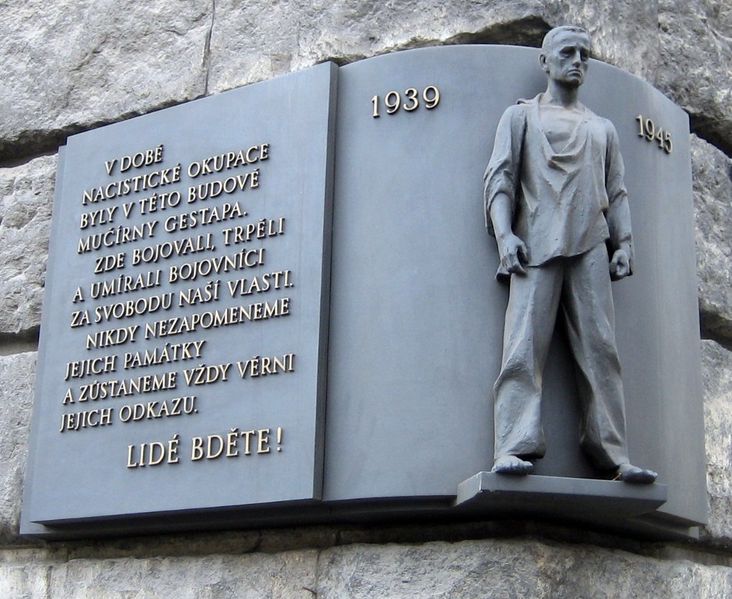 V DOBĚ
NACISTICKÉ OKUPACE
BYLY V TÉTO BUDOVĚ
MUČÍRNY GESTAPA.
ZDE BOJOVALI, TRPĚLI
A UMÍRALI BOJOVNÍCI
ZA SVOBODU NAŠÍ VLASTI.
NIKDY NEZAPOMENEME
JEJICH PAMÁTKY
A ZŮSTANEME VŽDY VĚRNI
JEJICH ODKAZU.
LIDÉ BDĚTE!
1939
1945